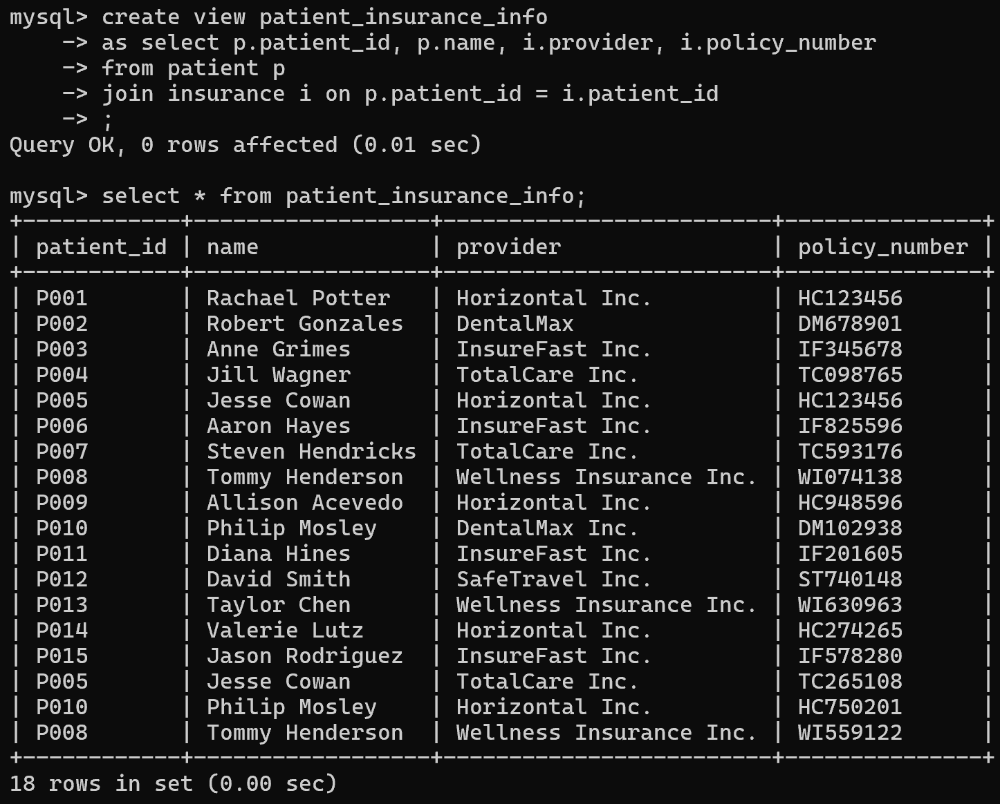 mysql> create view patient_insurance_info
    -> as select p.patient_id, p.name, i.provider, i.policy_number
    -> from patient p
    -> join insurance i on p.patient_id = i.patient_id
    -> ;
Query OK, 0 rows affected (0.01 sec)

mysql> select * from patient_insurance_info;
+------------+------------------+-------------------------+---------------+
| patient_id | name             | provider                | policy_number |
+------------+------------------+-------------------------+---------------+
| P001       | Rachael Potter   | Horizontal Inc.         | HC123456      |
| P002       | Robert Gonzales  | DentalMax               | DM678901      |
| P003       | Anne Grimes      | InsureFast Inc.         | IF345678      |
| P004       | Jill Wagner      | TotalCare Inc.          | TC098765      |
| P005       | Jesse Cowan      | Horizontal Inc.         | HC123456      |
| P006       | Aaron Hayes      | InsureFast Inc.         | IF825596      |
| P007       | Steven Hendricks | TotalCare Inc.          | TC593176      |
| P008       | Tommy Henderson  | Wellness Insurance Inc. | WI074138      |
| P009       | Allison Acevedo  | Horizontal Inc.         | HC948596      |
| P010       | Philip Mosley    | DentalMax Inc.          | DM102938      |
| P011       | Diana Hines      | InsureFast Inc.         | IF201605      |
| P012       | David Smith      | SafeTravel Inc.         | ST740148      |
| P013       | Taylor Chen      | Wellness Insurance Inc. | WI630963      |
| P014       | Valerie Lutz     | Horizontal Inc.         | HC274265      |
| P015       | Jason Rodriguez  | InsureFast Inc.         | IF578280      |
| P005       | Jesse Cowan      | TotalCare Inc.          | TC265108      |
| P010       | Philip Mosley    | Horizontal Inc.         | HC750201      |
| P008       | Tommy Henderson  | Wellness Insurance Inc. | WI559122      |
+------------+------------------+-------------------------+---------------+
18 rows in set (0.00 sec)